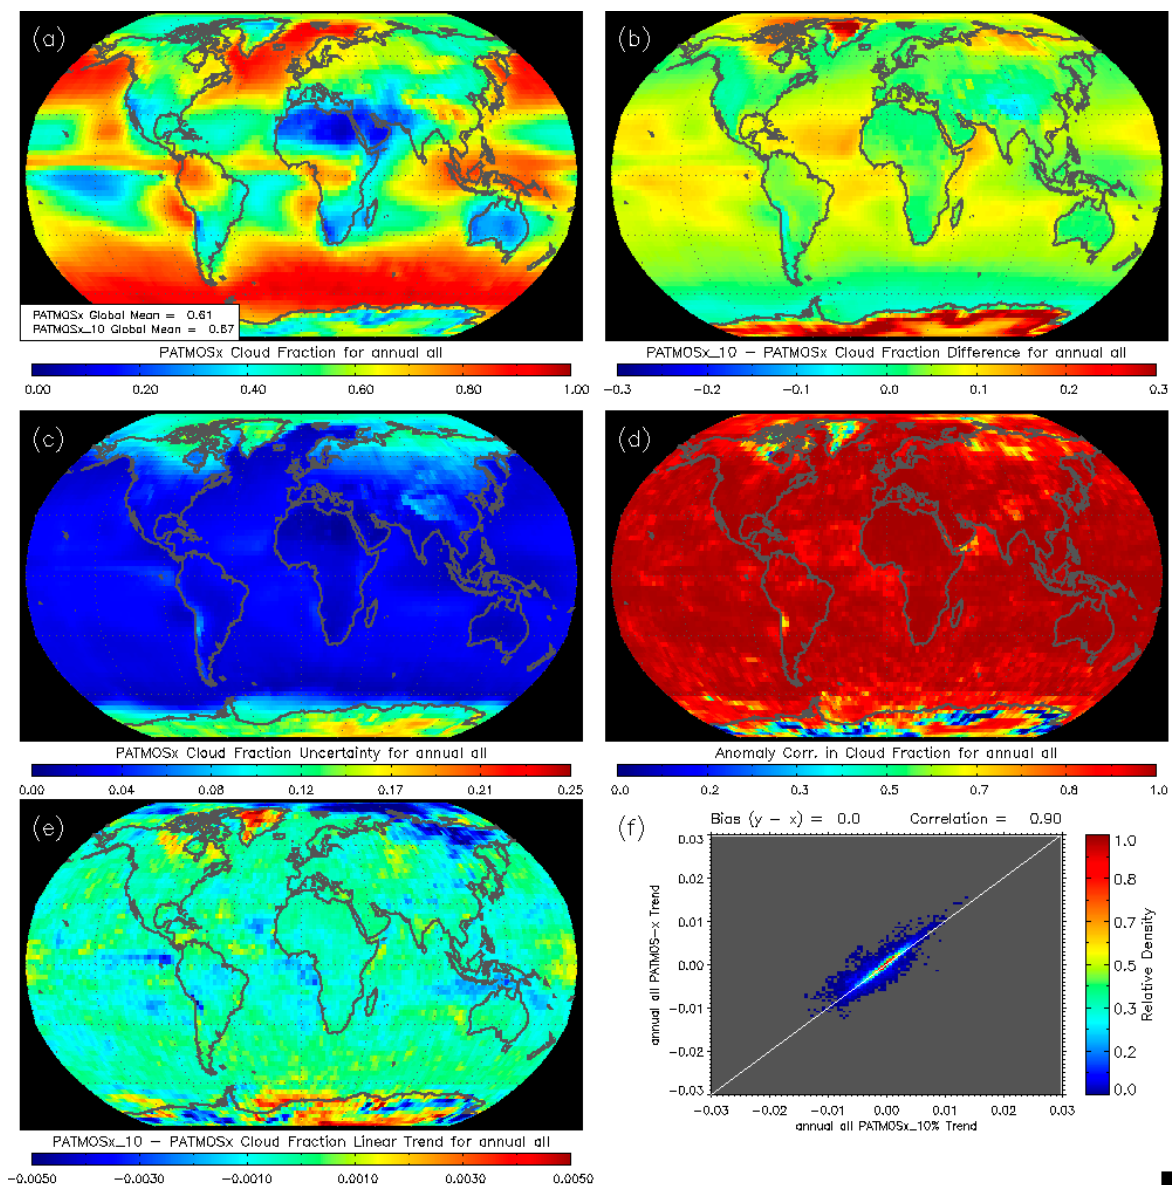 (a)
PATMOSx Global Mean = 0.61
PATMOSx_10 Global Mean = 0.67
PATMOSx Cloud Fraction for annual all
0.00 0.20 0.40 0.60 0.80 1.00
(b)
PATMOSx_10 - PATMOSx Cloud Fraction Difference for annual all
-0.3 -0.2 -0.1 0.0 0.1 0.2 0.3
(c)
PATMOSx Cloud Fraction Uncertainty for annual all
0.00 0.04 0.08 0.12 0.17 0.21 0.25
(d)
Anomaly Corr. in Cloud Fraction for annual all
0.0 0.2 0.3 0.5 0.7 0.8 1.0
(e)
PATMOSx_10 - PATMOSx Cloud Fraction Linear Trend for annual all
-0.0050 -0.0030 -0.0010 0.0010 0.0030 0.0050
(f)
Bias (y - x) = 0.0 Correlation = 0.90
0.03
0.02
0.01
0.00
-0.01
-0.02
-0.03
annual all PATMOS-x Trend
-0.03 -0.02 -0.01 0.00 0.01 0.02 0.03
annual all PATMOSx_10% Trend
1.0
0.8
0.7
0.5
0.3
0.2
0.0
Relative Density